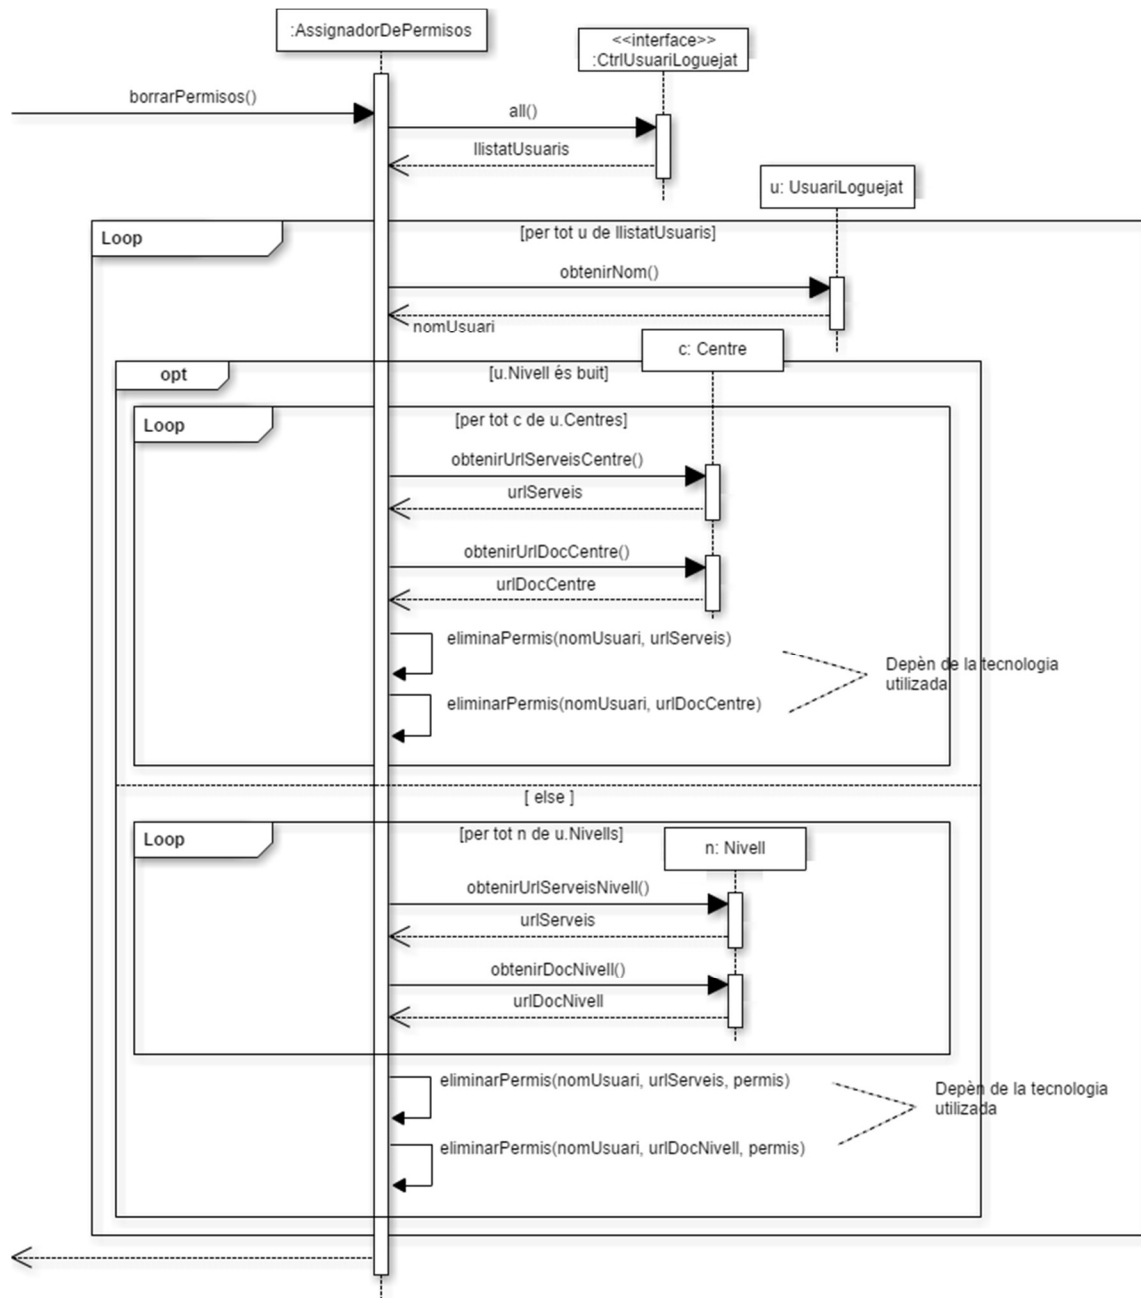 :AssignadorDePermisos
<<interface>>
:CtrlUsuariLoguejat
borrarPermisos()
all()
llistatUsuaris
u: UsuariLoguejat
Loop
[per tot u de llistatUsuaris]
obtenirNom()
nomUsuari
c: Centre
opt
[u.Nivell és buit]
Loop
[per tot c de u.Centres]
obtenirUrlServeisCentre()
urlServeis
obtenirUrlDocCentre()
urlDocCentre
eliminaPermis(nomUsuari, urlServeis)
Depèn de la tecnologia
utilizada
eliminarPermis(nomUsuari, urlDocCentre)
[ else ]
Loop
[per tot n de u.Nivells]
n: Nivell
obtenirUrlServeisNivell()
urlServeis
obtenirDocNivell()
urlDocNivell
eliminarPermis(nomUsuari, urlServeis, permis)
Depèn de la tecnologia
utilizada
eliminarPermis(nomUsuari, urlDocNivell, permis)